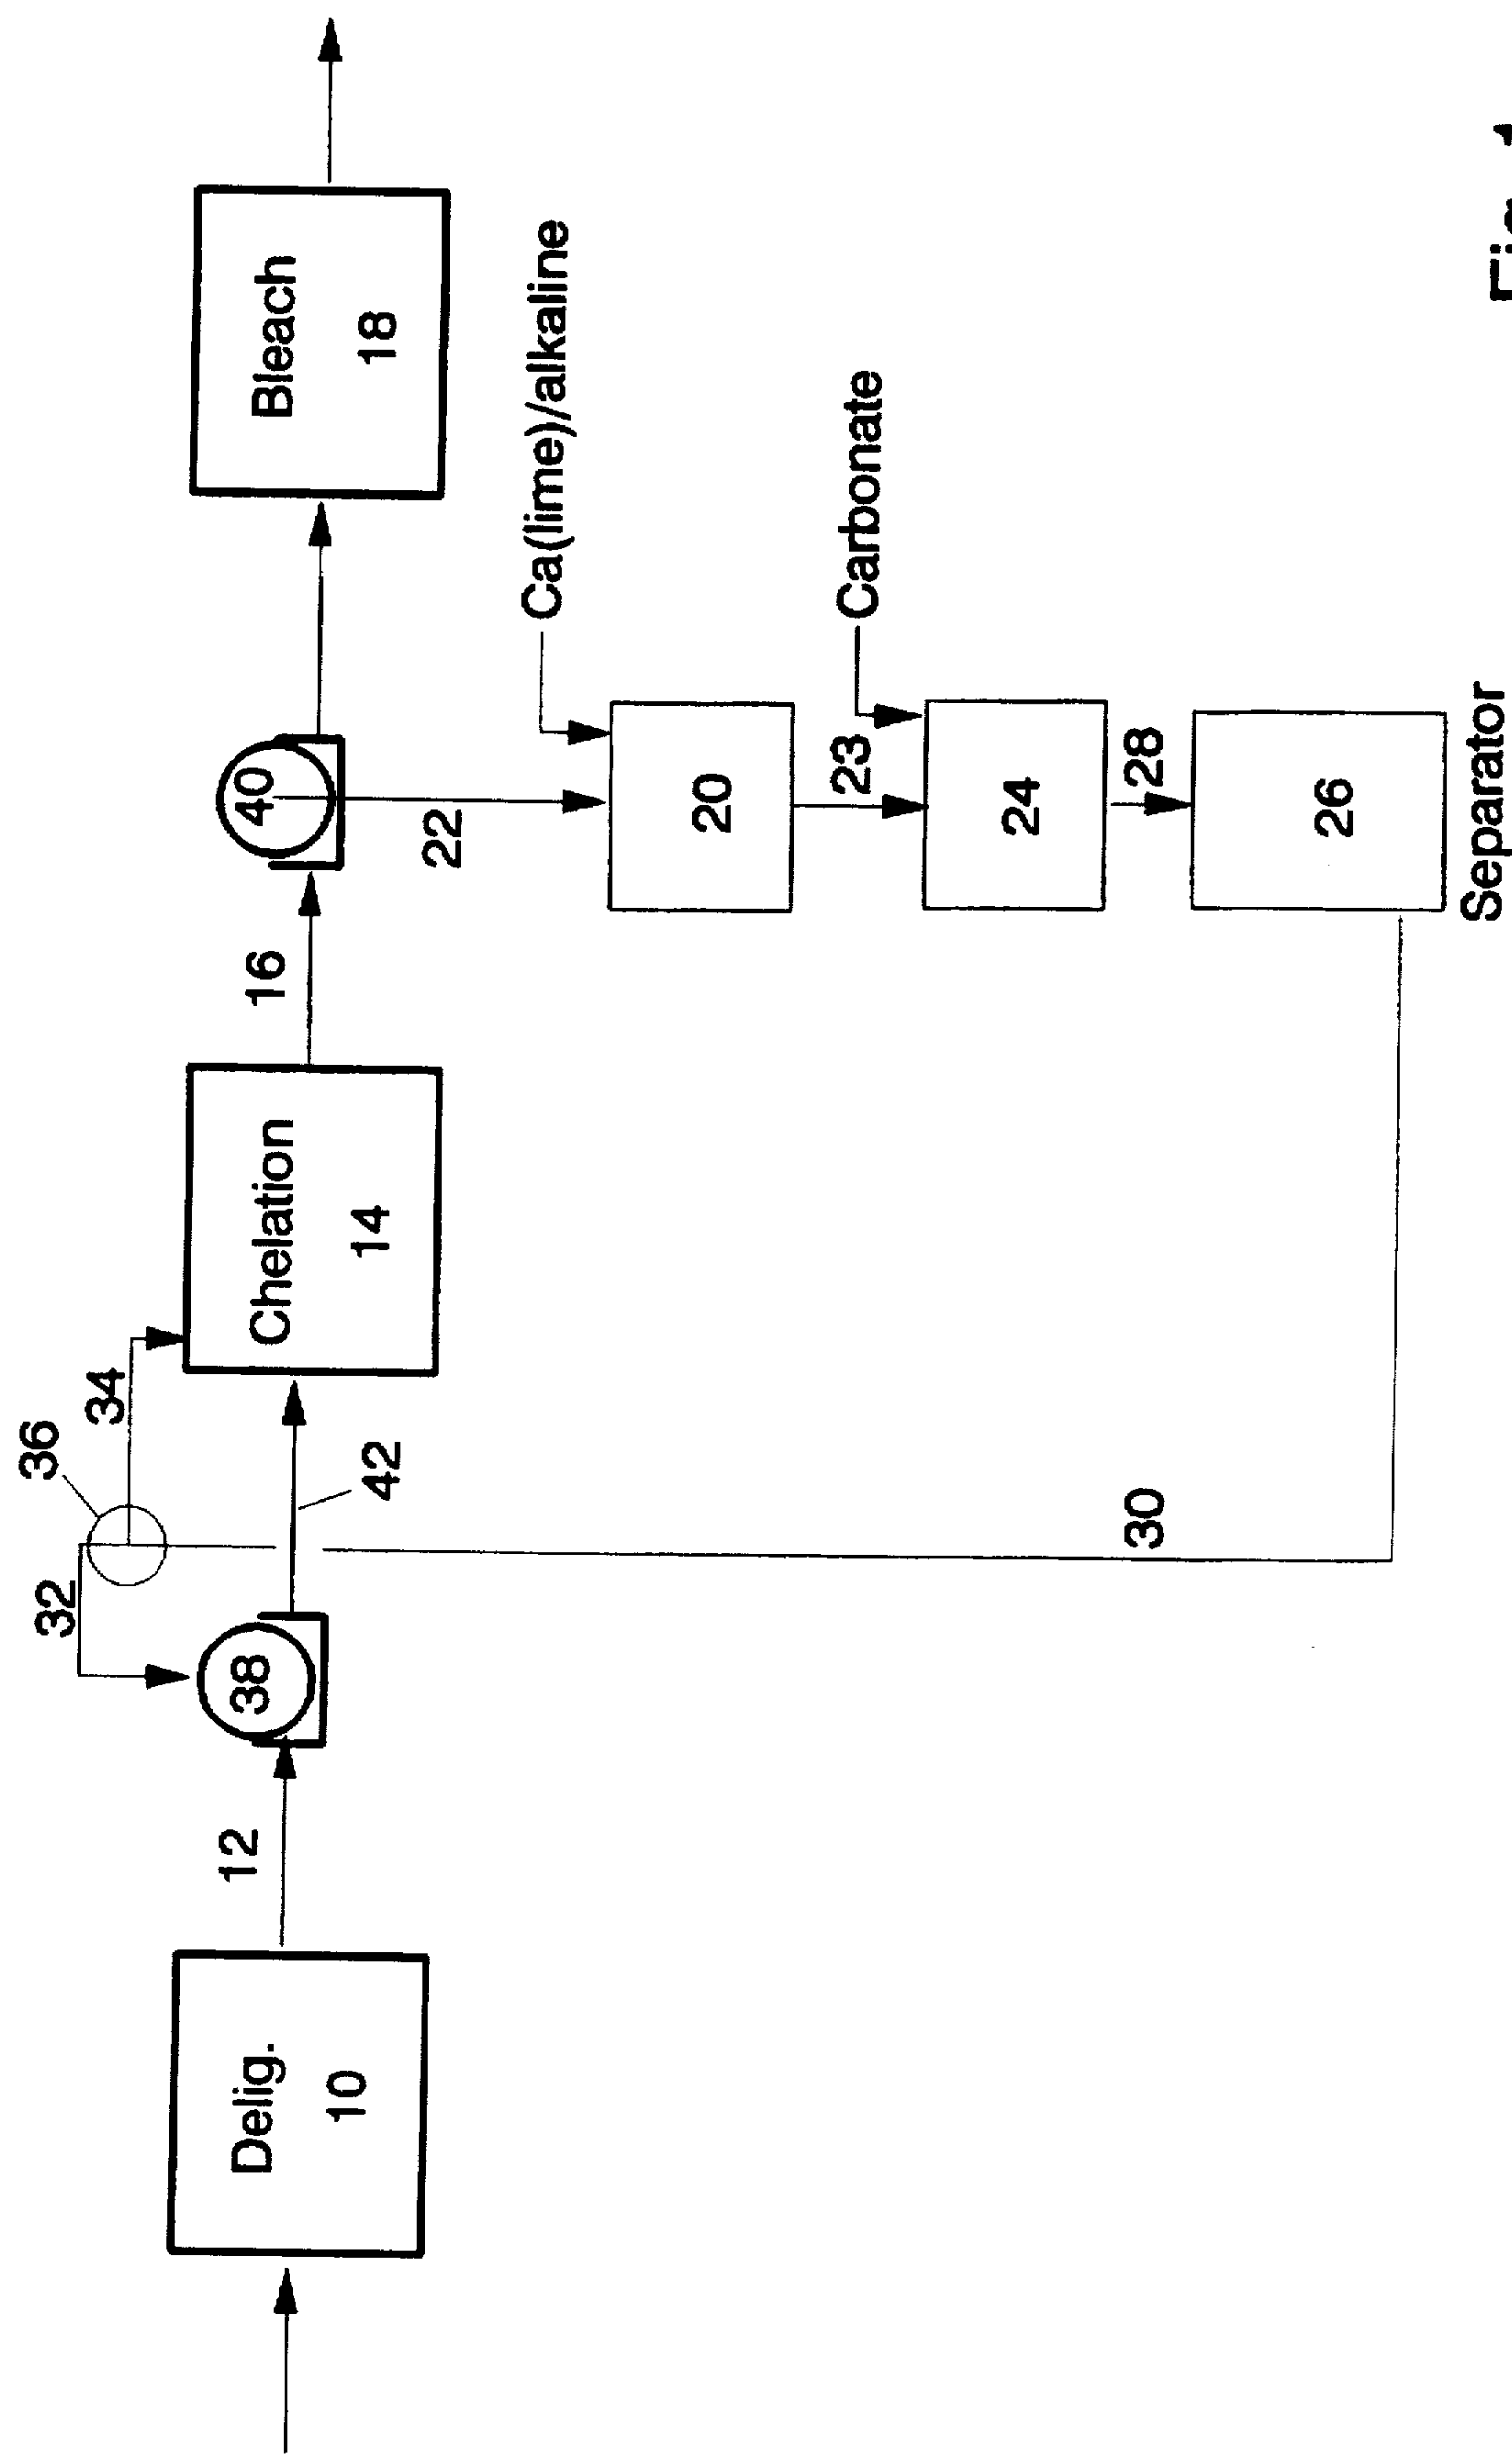 36
32
34
12
38
42
16
40
Delig.
10
Chelation
14
Bleach
18
22
Ca(lime)/alkaline
20
23
Carbonate
24
28
30
26
Separator
Fig